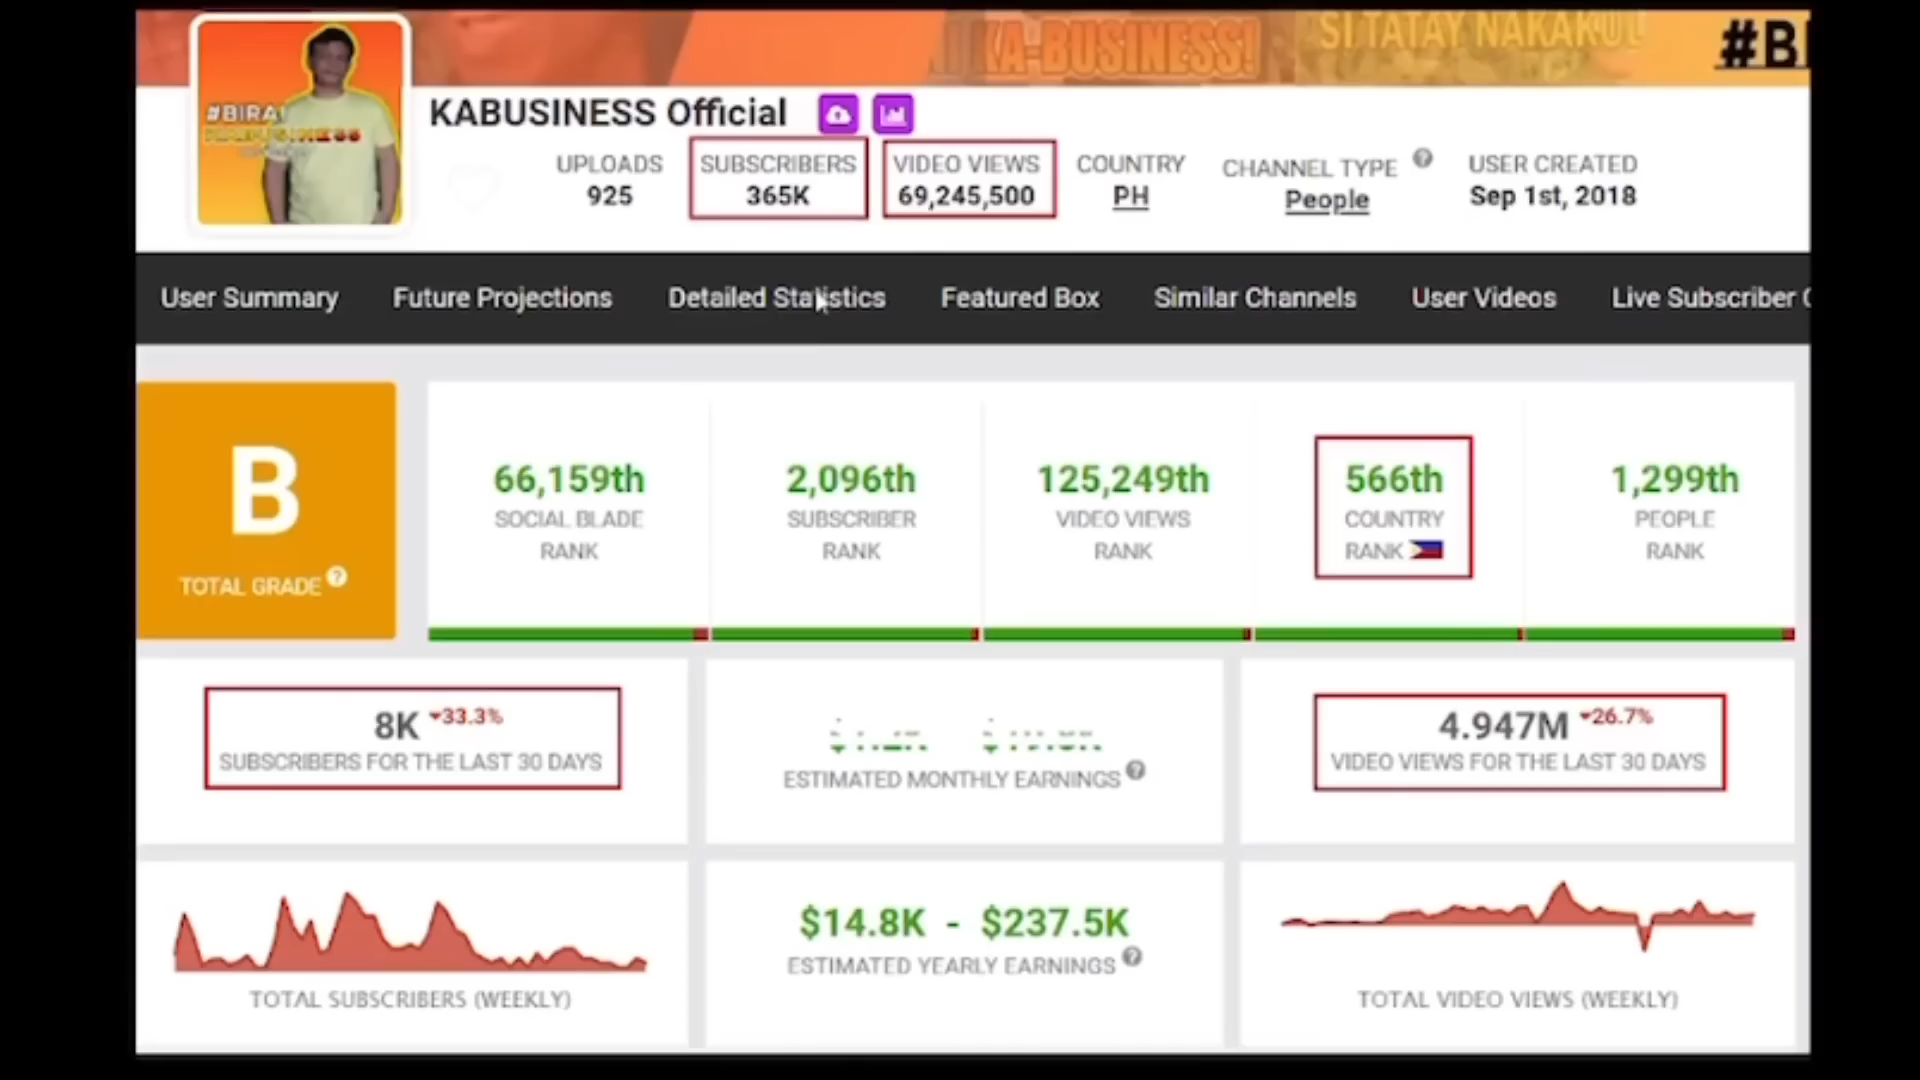 KA-BUSINESS!
SI TATAY NAKAKUL
#BI
#BIRA!
KABUSINESS
KABUSINESS Official
UPLOADS
925
SUBSCRIBERS
365K
VIDEO VIEWS
69,245,500
COUNTRY
PH
CHANNEL TYPE
People
USER CREATED
Sep 1st, 2018
User Summary
Future Projections
Detailed Statistics
Featured Box
Similar Channels
User Videos
Live Subscriber
B
TOTAL GRADE
66,159th
SOCIAL BLADE
RANK
2,096th
SUBSCRIBER
RANK
125,249th
VIDEO VIEWS
RANK
566th
COUNTRY
RANK
1,299th
PEOPLE
RANK
8K 33.3%
SUBSCRIBERS FOR THE LAST 30 DAYS
ESTIMATED MONTHLY EARNINGS
4.947M 26.7%
VIDEO VIEWS FOR THE LAST 30 DAYS
TOTAL SUBSCRIBERS (WEEKLY)
$14.8K - $237.5K
ESTIMATED YEARLY EARNINGS
TOTAL VIDEO VIEWS (WEEKLY)